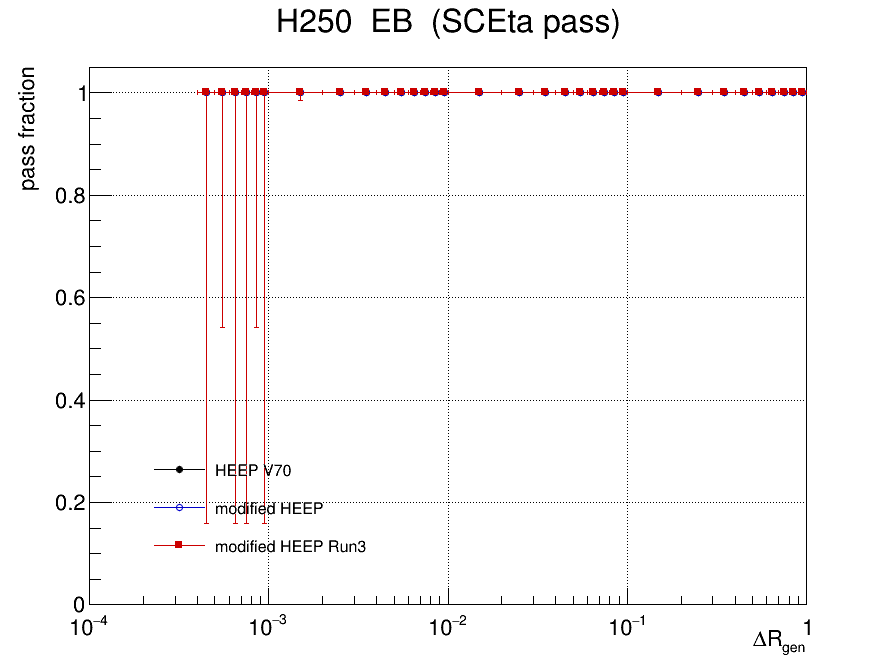 H250 EB (SCEta pass)
pass fraction
1
0.8
0.6
0.4
0.2
0
HEEP V70
modified HEEP
modified HEEP Run3
10⁻⁴ 10⁻³ 10⁻² 10⁻¹ 1
ΔR_gen